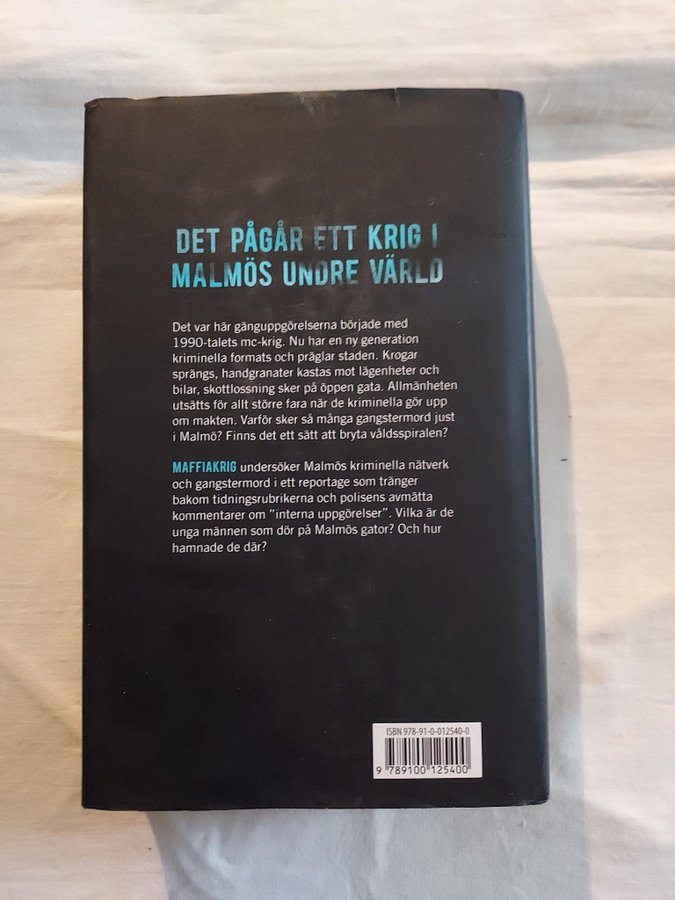 DET PÅGÅR ETT KRIG I
MALMÖS UNDRE VÄRLD
Det var här gänguppgörelserna började med
1990-talets mc-krig. Nu har en ny generation
kriminella formats och präglar staden. Krogar
sprängs, handgranater kastas mot lägenheter och
bilar, skottlossning sker på öppen gata. Allmänheten
utsätts för allt större fara när de kriminella gör upp
om makten. Varför sker så många gangstermord just
i Malmö? Finns det ett sätt att bryta våldsspiralen?
MAFFIAKRIG undersöker Malmös kriminella nätverk
och gangstermord i ett reportage som tränger
bakom tidningsrubrikerna och polisens avmätta
kommentarer om "interna uppgörelser". Vilka är de
unga männen som dör på Malmös gator? Och hur
hamnade de där?
ISBN 978-91-0-012540-0
9 789100 125400